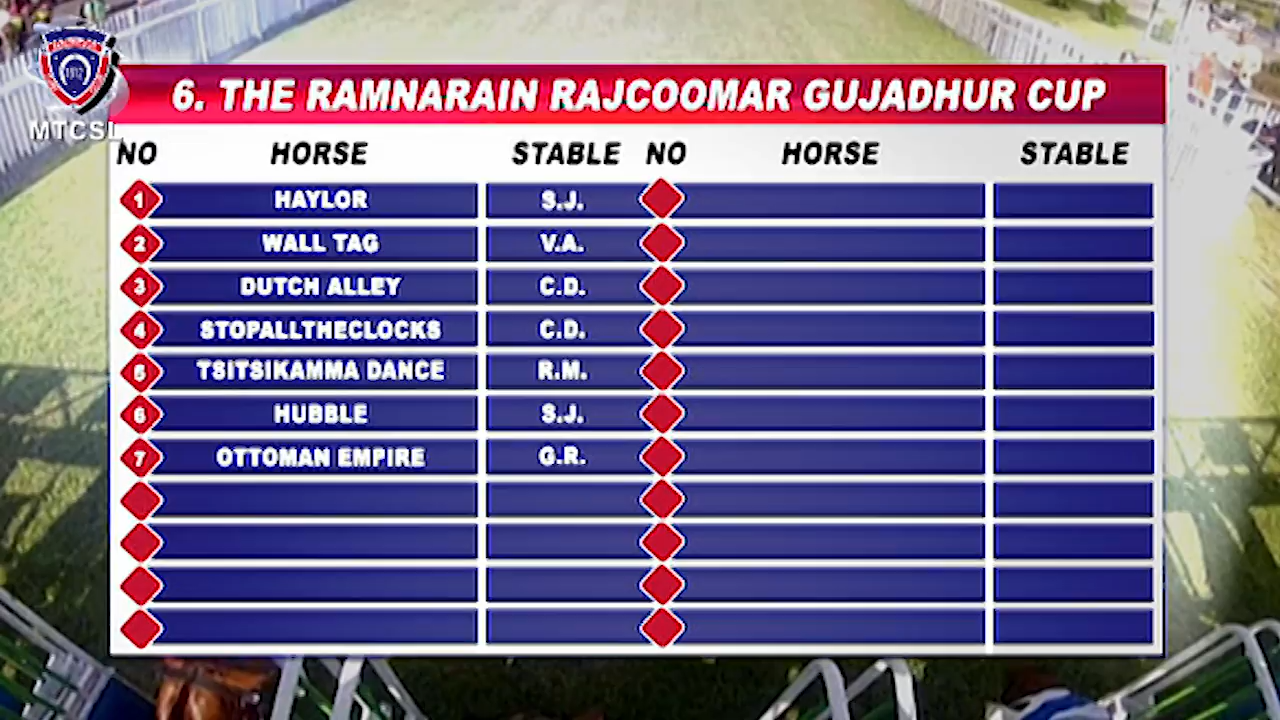 1812
MTCSL
6. THE RAMNARAIN RAJCOOMAR GUJADHUR CUP
NO HORSE STABLE NO HORSE STABLE
1 HAYLOR S.J.
2 WALL TAG V.A.
3 DUTCH ALLEY C.D.
4 STOPALLTHECLOCKS C.D.
5 TSITSIKAMMA DANCE R.M.
6 HUBBLE S.J.
7 OTTOMAN EMPIRE G.R.